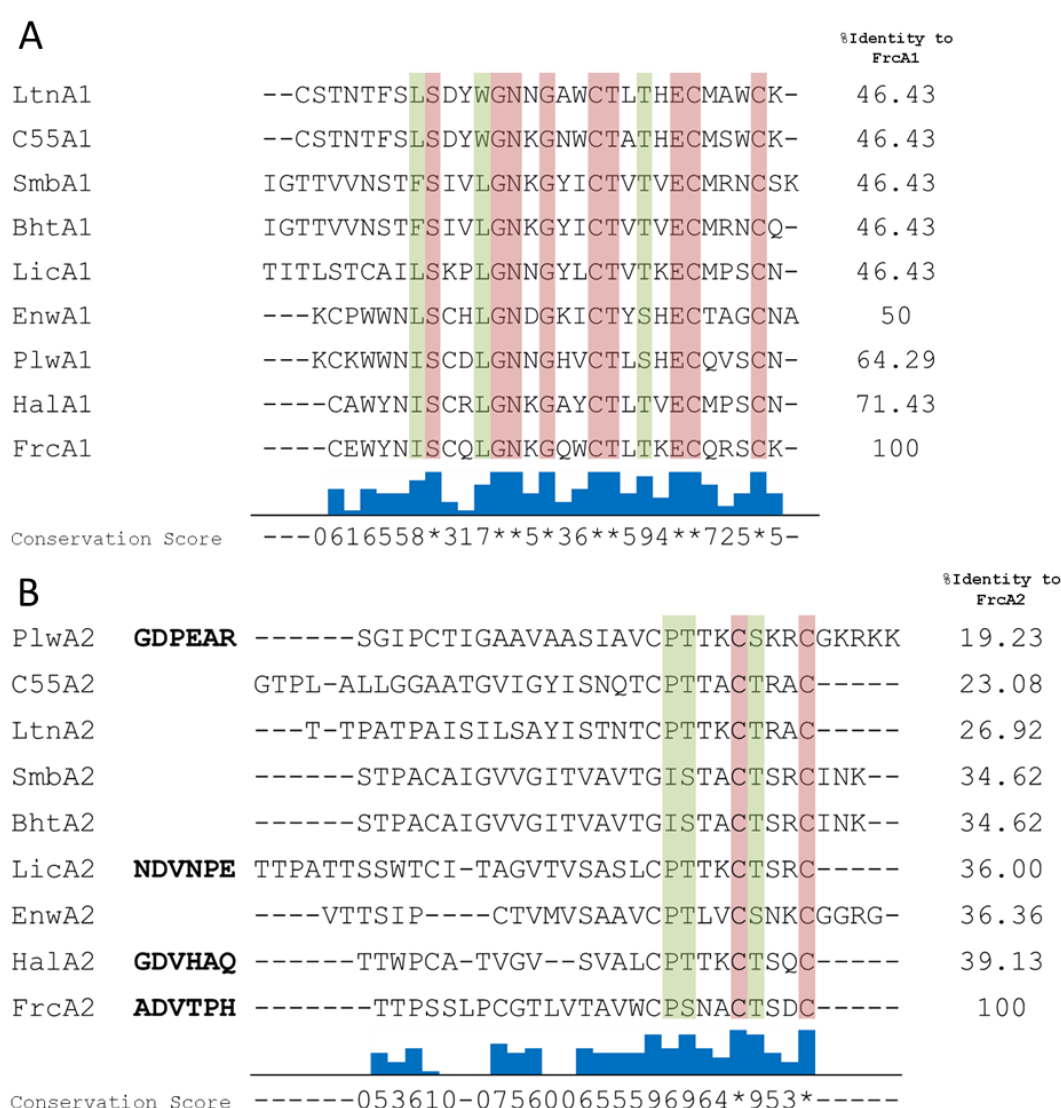 A
%Identity to
FrcA1
LtnA1 --CSTNTFSLSDYWGNNGAWCTLTHECMAWCK- 46.43
C55A1 --CSTNTFSLSDYWGNKGNWCTATHECMSWCK- 46.43
SmbA1 IGTTVVNSTFSIVLGNKGYICTVTVECMRNCSK 46.43
BhtA1 IGTTVVNSTFSIVLGNKGYICTVTVECMRNCQ- 46.43
LicA1 TITLSTCAILSKPLGNNGYLCTVTKECMPSCN- 46.43
EnwA1 ---KCPWWNLSCHLGNDGKICTYSHECTAGCNA 50
PlwA1 ---KCKWWNISCDLGNNGHVCTLSHECQVSCN- 64.29
HalA1 ----CAWYNISCRLGNKGAYCTLTVECMPSCN- 71.43
FrcA1 ----CEWYNISCQLGNKGQWCTLTKECQRSCK- 100
Conservation Score ---0616558*317**5*36**594**725*5-
B
%Identity to
FrcA2
PlwA2 GDPEAR ------SGIPCTIGAAVAASIAVCPTTKCSKRCGKRKK 19.23
C55A2 GTPL-ALLGGAATGVIGYISNQTCPTTACTRAC----- 23.08
LtnA2 ---T-TPATPAISILSAYISTNTCPTTKCTRAC----- 26.92
SmbA2 ------STPACAIGVVGITVAVTGISTACTSRCINK-- 34.62
BhtA2 ------STPACAIGVVGITVAVTGISTACTSRCINK-- 34.62
LicA2 NDVNPE TTPATTSSWTCI-TAGVTVSASLCPTTKCTSRC----- 36.00
EnwA2 ----VTTSIP----CTVMVSAAVCPTLVCSNKCGGRG- 36.36
HalA2 GDVHAQ ------TTWPCA-TVGV--SVALCPTTKCTSQC----- 39.13
FrcA2 ADVTPH -------TTPSSLPCGTLVTAVWCPSNACTSDC----- 100
Conservation Score ------053610-075600655596964*953*-----